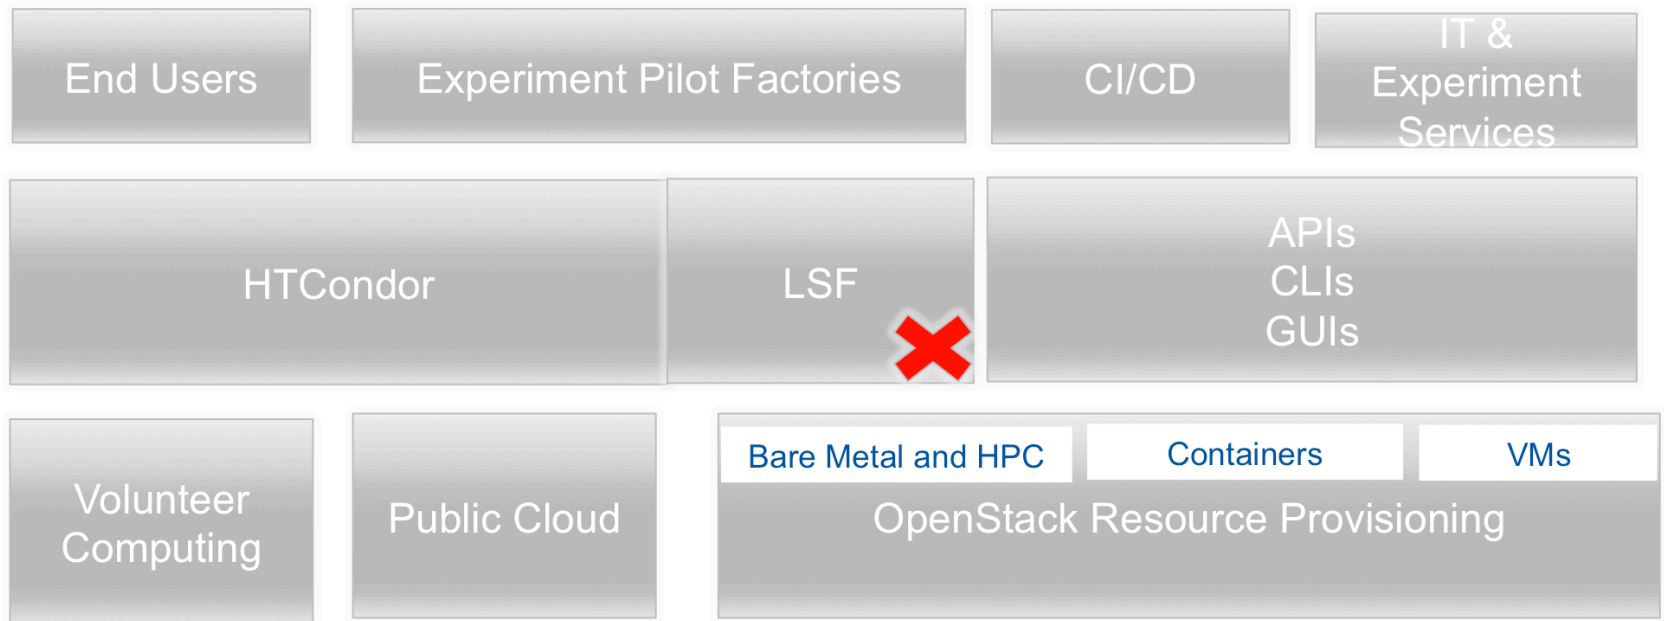 End Users
Experiment Pilot Factories
CI/CD
IT &
Experiment
Services
HTCondor
LSF
APIs
CLIs
GUIs
Volunteer
Computing
Public Cloud
Bare Metal and HPC
Containers
VMs
OpenStack Resource Provisioning